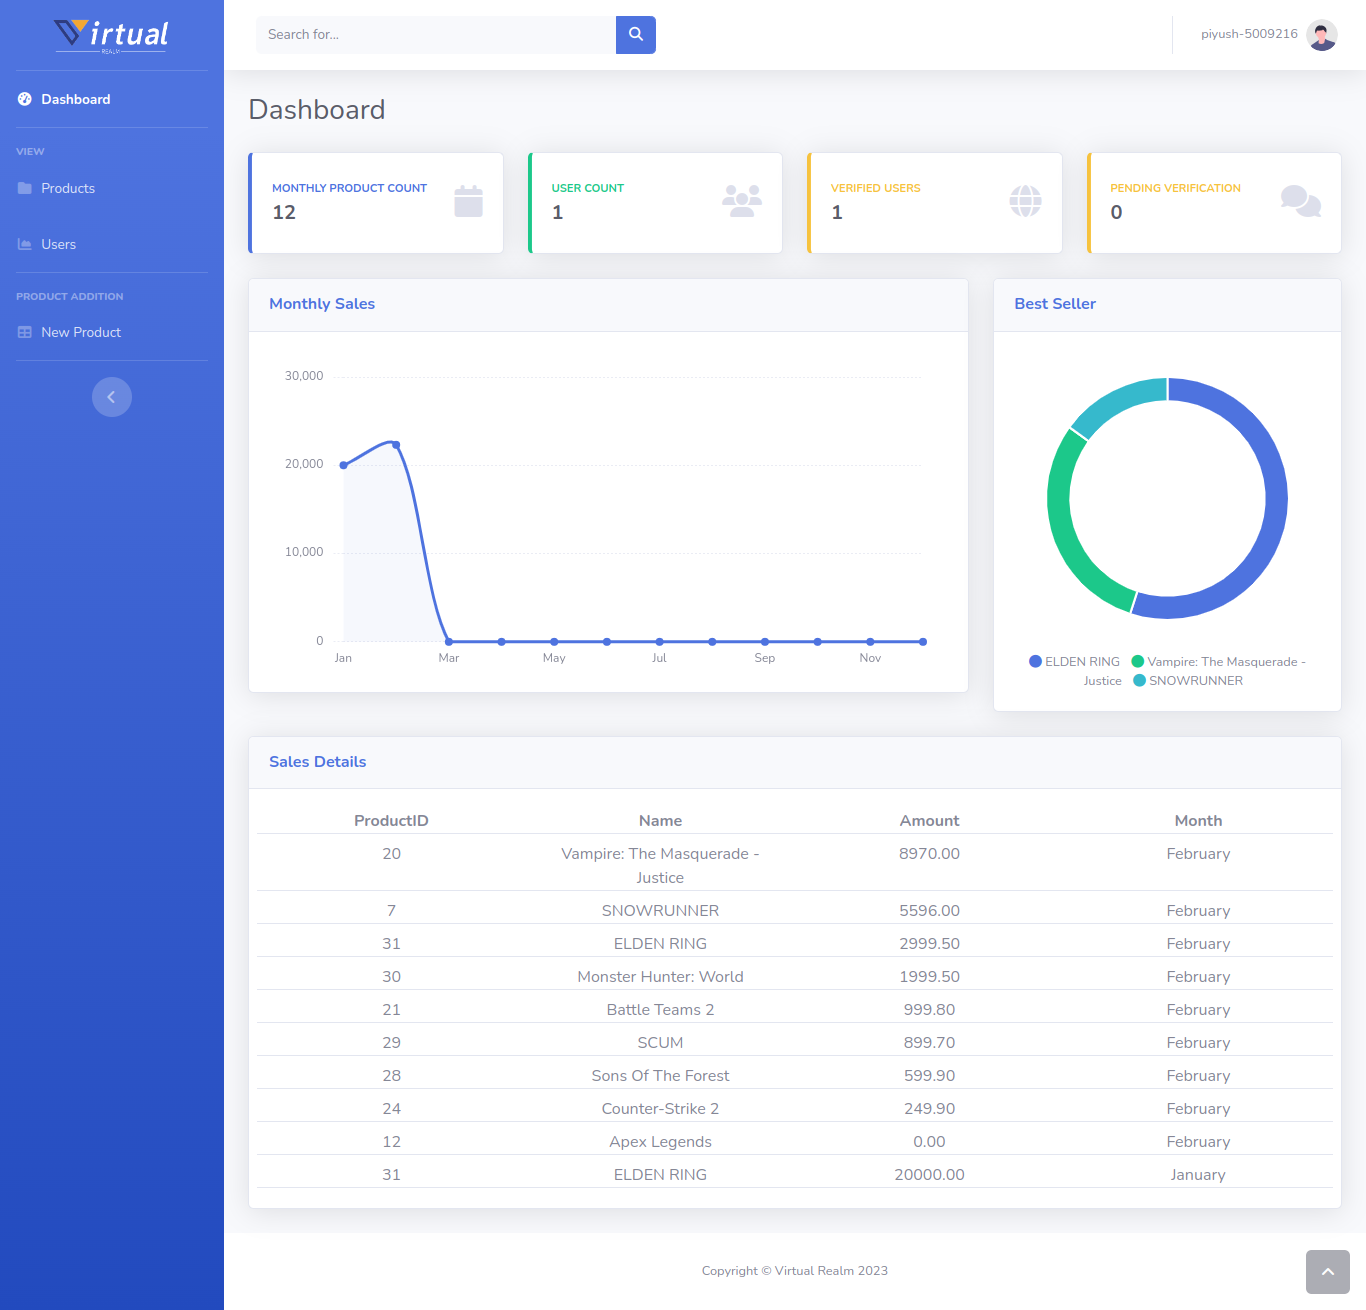 Virtual
REALM
Search for...
piyush-5009216
Dashboard
VIEW
Products
Users
PRODUCT ADDITION
New Product
Dashboard
MONTHLY PRODUCT COUNT
12
USER COUNT
1
VERIFIED USERS
1
PENDING VERIFICATION
0
Monthly Sales
30,000
20,000
10,000
0
Jan Mar May Jul Sep Nov
Best Seller
ELDEN RING Vampire: The Masquerade -
Justice SNOWRUNNER
Sales Details
ProductID Name Amount Month
20 Vampire: The Masquerade - 8970.00 February
Justice
7 SNOWRUNNER 5596.00 February
31 ELDEN RING 2999.50 February
30 Monster Hunter: World 1999.50 February
21 Battle Teams 2 999.80 February
29 SCUM 899.70 February
28 Sons Of The Forest 599.90 February
24 Counter-Strike 2 249.90 February
12 Apex Legends 0.00 February
31 ELDEN RING 20000.00 January
Copyright © Virtual Realm 2023